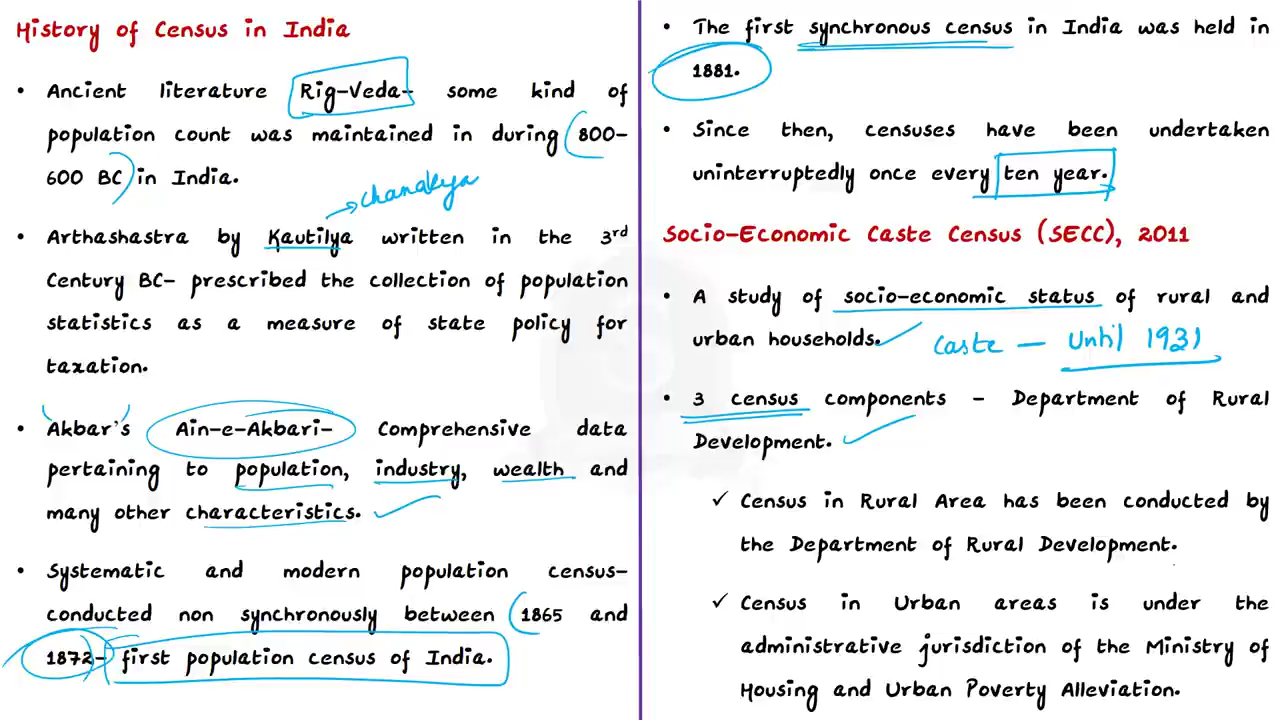 History of Census in India
• Ancient literature Rig-Veda- some kind of
population count was maintained in during 800-
600 BC in India.
chanakya
• Arthashastra by Kautilya written in the 3rd
Century BC- prescribed the collection of population
statistics as a measure of state policy for
taxation.
• Akbar's Ain-e-Akbari- Comprehensive data
pertaining to population, industry, wealth and
many other characteristics.
• Systematic and modern population census-
conducted non synchronously between 1865 and
1872- first population census of India.
• The first synchronous census in India was held in
1881.
• Since then, censuses have been undertaken
uninterruptedly once every ten year.
Socio-Economic Caste Census (SECC), 2011
• A study of socio-economic status of rural and
urban households.
Caste — Until 1931
• 3 census components - Department of Rural
Development.
✓ Census in Rural Area has been conducted by
the Department of Rural Development.
✓ Census in Urban areas is under the
administrative jurisdiction of the Ministry of
Housing and Urban Poverty Alleviation.